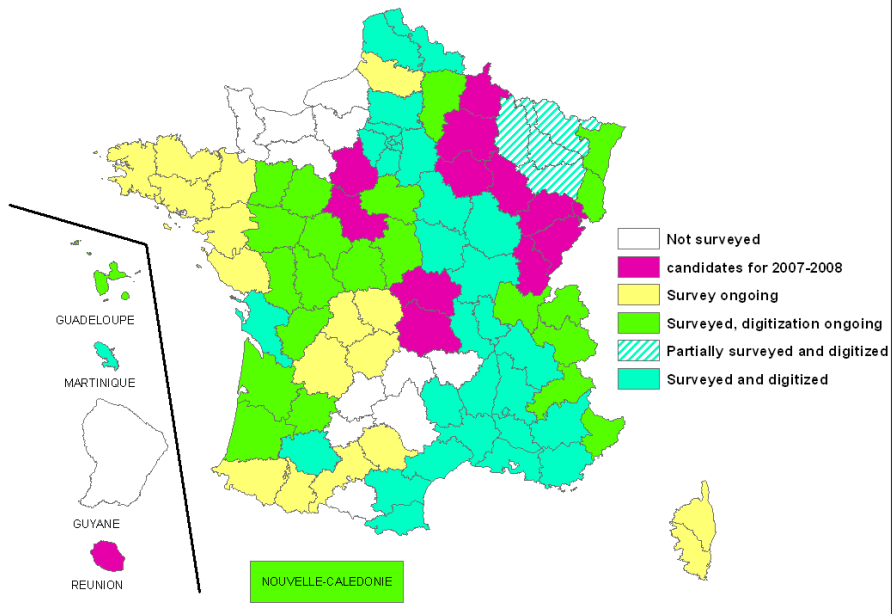 Not surveyed
candidates for 2007-2008
Survey ongoing
Surveyed, digitization ongoing
Partially surveyed and digitized
Surveyed and digitized
GUADELOUPE
MARTINIQUE
GUYANE
REUNION
NOUVELLE-CALEDONIE